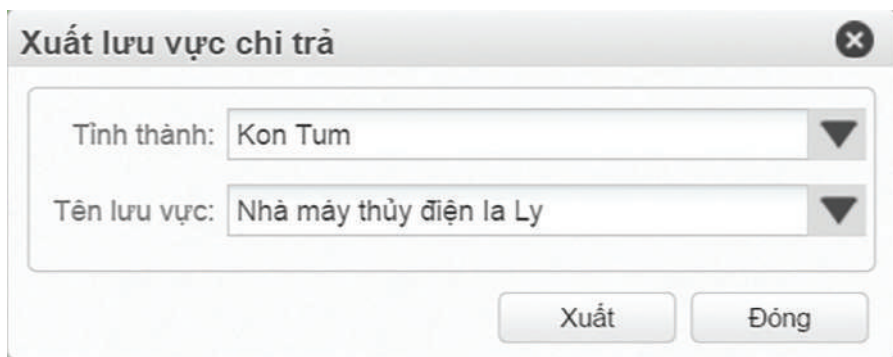 Xuất lưu vực chi trả
Tỉnh thành: Kon Tum
Tên lưu vực: Nhà máy thủy điện Ia Ly
Xuất Đóng